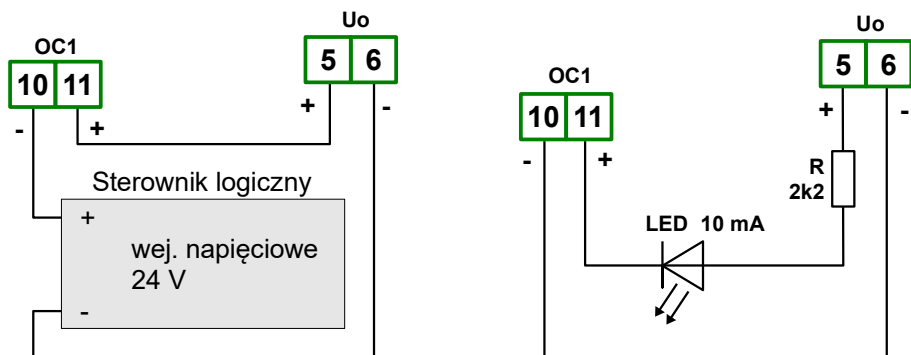 OC1
10 11
- +
Uo
5 6
+ -
Sterownik logiczny
+
wej. napięciowe
24 V
-
OC1
10 11
- +
Uo
5 6
+ -
R
2k2
LED 10 mA